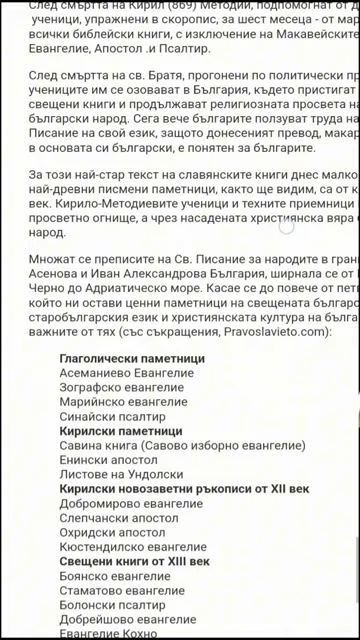 След смъртта на Кирил (869) Методий, подпомогнат от д
ученици, упражнени в скоропис, за шест месеца - от мар
всички библейски книги, с изключение на Макавейските
Евангелие, Апостол .и Псалтир.
След смъртта на св. Братя, прогонени по политически пр
учениците им се озовават в България, където пристигат
свещени книги и продължават религиозната просвета на
български народ. Сега вече българите ползуват труда на
Писание на свой език, защото донесеният превод, макар
в основата си български, е понятен за българите.
За този най-стар текст на славянските книги днес малко
най-древни писмени паметници, както ще видим, са от к
век. Кирило-Методиевите ученици и техните приемници
просветно огнище, а чрез насадената християнска вяра
народ.
Множат се преписите на Св. Писание за народите в гран
Асенова и Иван Александрова България, ширнала се от
Черно до Адриатическо море. Касае се до повече от пет
който ни остави ценни паметници на свещената българс
старобългарския език и християнската култура на бълга
важните от тях (със съкращения, Pravoslavieto.com):
Глаголически паметници
Асеманиево Евангелие
Зографско евангелие
Марийнско евангелие
Синайски псалтир
Кирилски паметници
Савина книга (Савово изборно евангелие)
Енински апостол
Листове на Ундолски
Кирилски новозаветни ръкописи от XII век
Добромирово евангелие
Слепчански апостол
Охридски апостол
Кюстендилско евангелие
Свещени книги от XIII век
Боянско евангелие
Стаматово евангелие
Болонски псалтир
Добрейшово евангелие
Евангелие Кохно